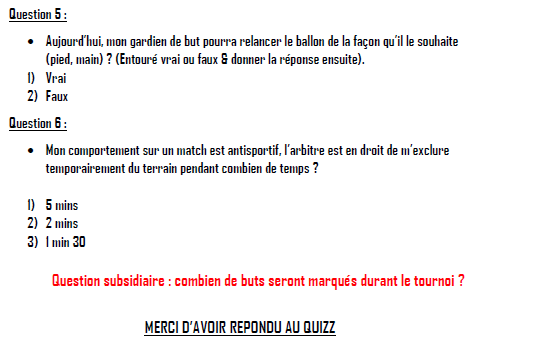 Question 5 :
• Aujourd'hui, mon gardien de but pourra relancer le ballon de la façon qu'il le souhaite
(pied, main) ? (Entouré vrai ou faux & donner la réponse ensuite).
1) Vrai
2) Faux
Question 6 :
• Mon comportement sur un match est antisportif, l'arbitre est en droit de m'exclure
temporairement du terrain pendant combien de temps ?
1) 5 mins
2) 2 mins
3) 1 min 30
Question subsidiaire : combien de buts seront marqués durant le tournoi ?
MERCI D'AVOIR REPONDU AU QUIZZ